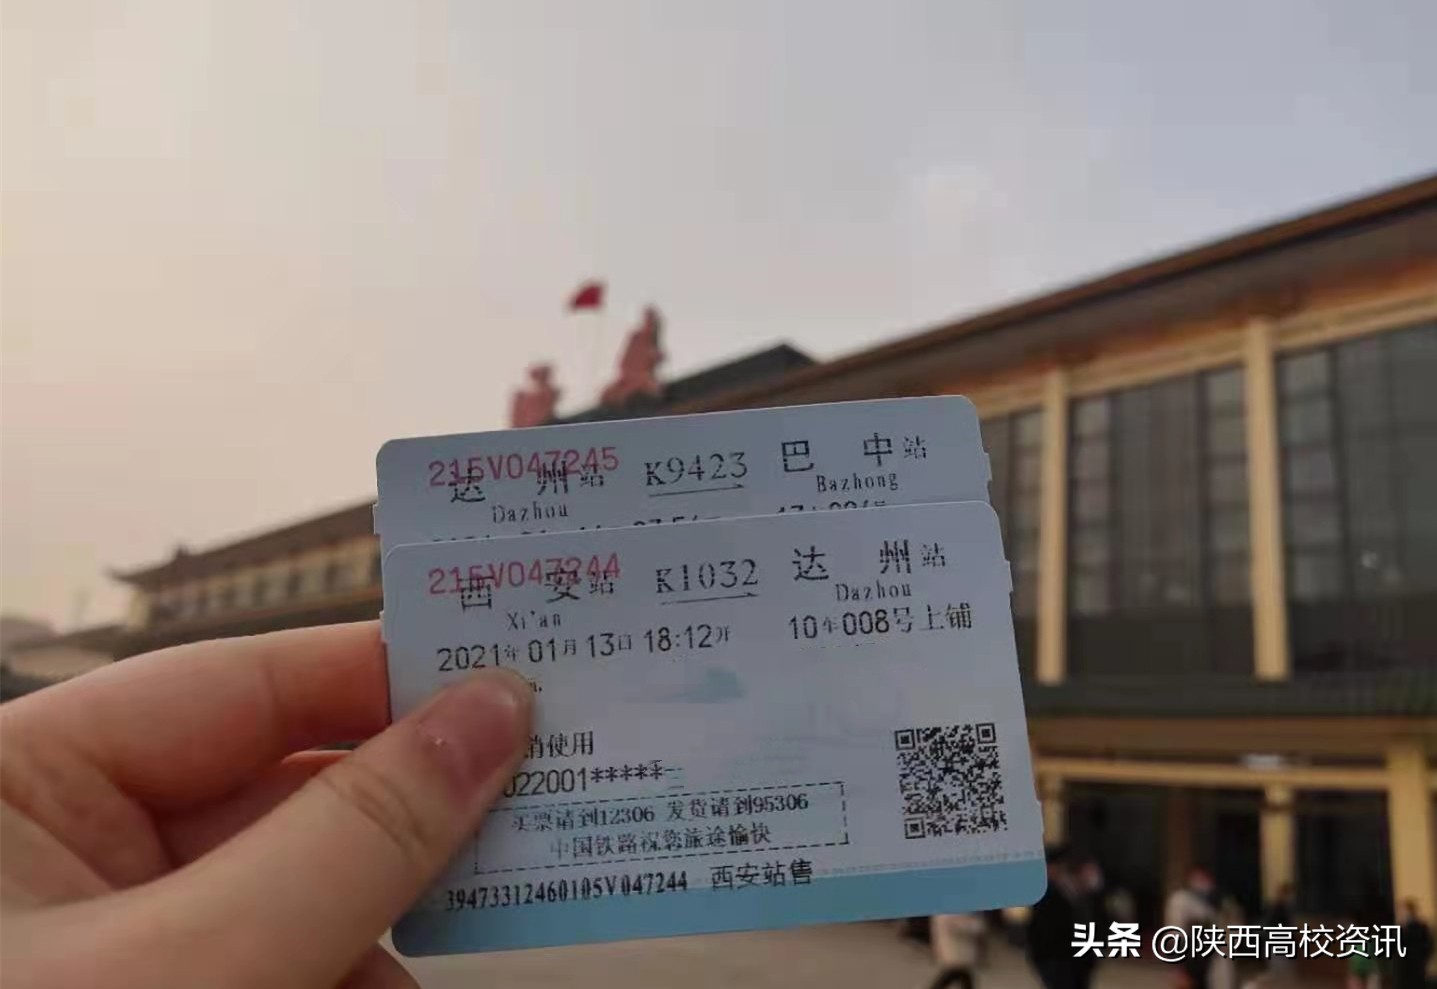 215V047245
达州站 K9423 巴中站
Dazhou Bazhong
215V047244
西安站 K1032 达州站
Xi'an Dazhou
2021年01月13日18:12开 10车008号上铺
销使用
022001*****
买票请到12306 发货请到95306
中国铁路祝您旅途愉快
39473312460105V047244 西安站售
头条 @陕西高校资讯